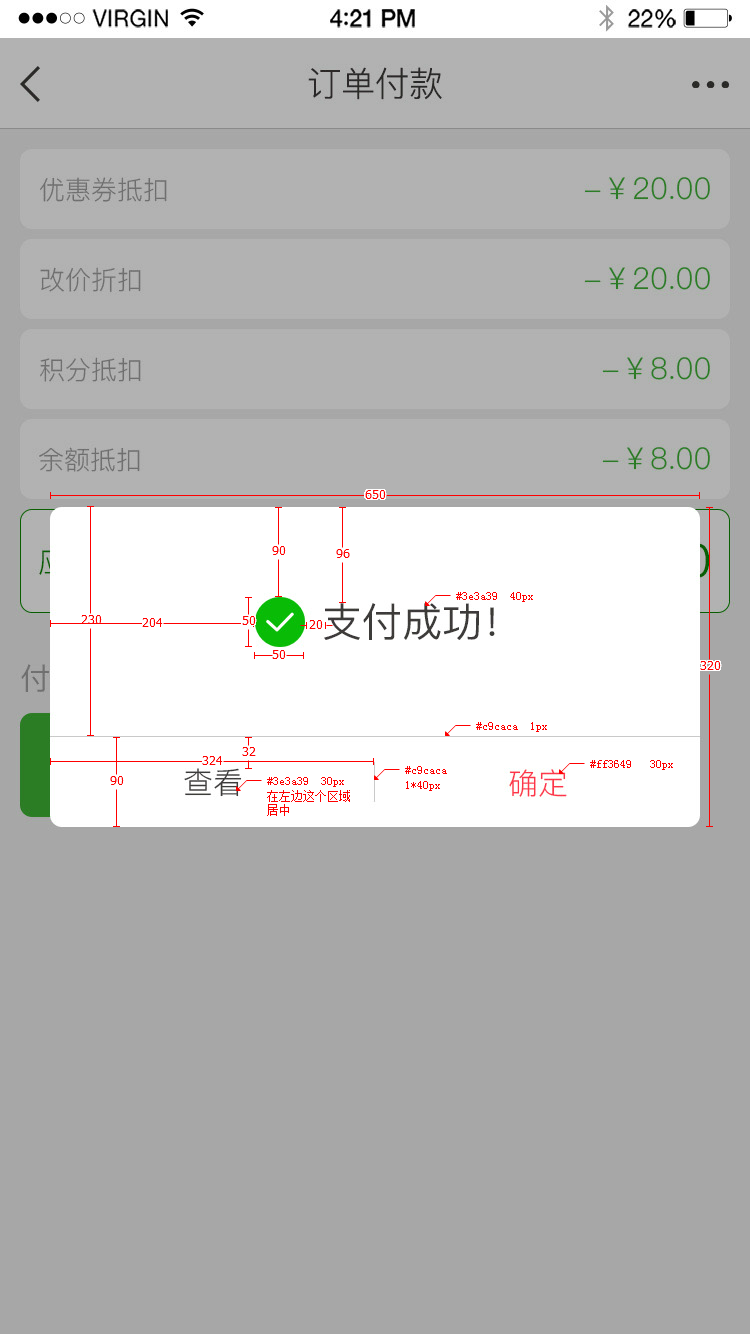 VIRGIN 4:21 PM 22%
订单付款
优惠券抵扣 –￥20.00
改价折扣 –￥20.00
积分抵扣 –￥8.00
余额抵扣 –￥8.00
650
90
96
#3e3a39 40px
230
204
50
20
支付成功！
50
320
付
#c9caca 1px
32
324
90
查看
#3e3a39 30px
在左边这个区域
居中
#c9caca
1*40px
#ff3649 30px
确定